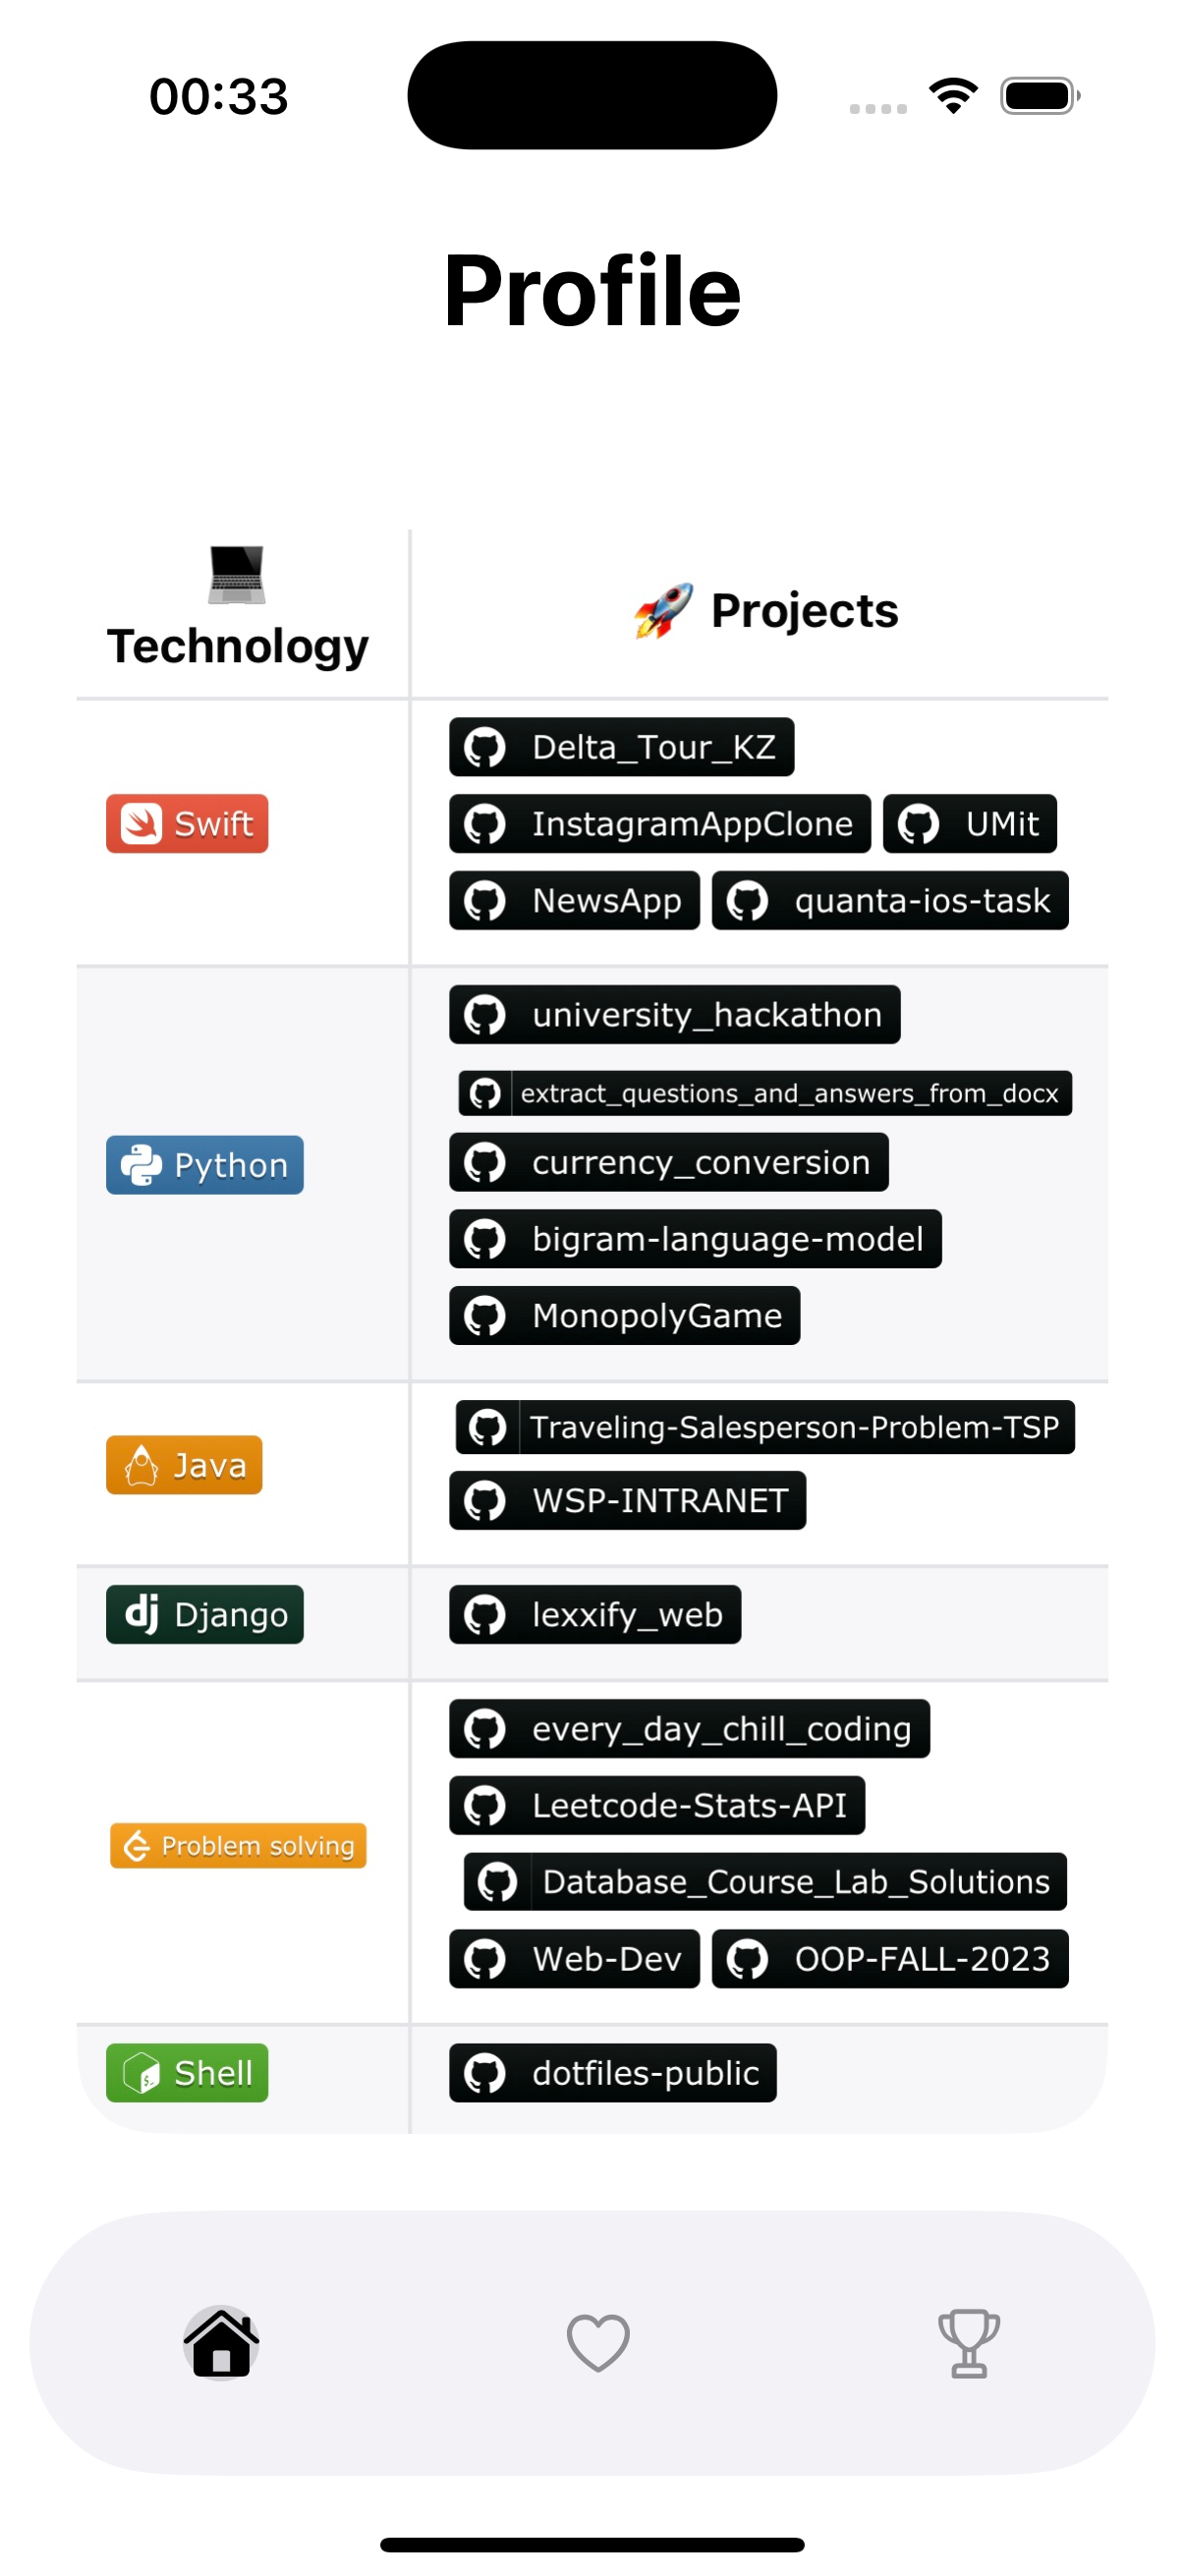 00:33
Profile
Technology
Projects
Swift
Delta_Tour_KZ
InstagramAppClone
UMit
NewsApp
quanta-ios-task
Python
university_hackathon
extract_questions_and_answers_from_docx
currency_conversion
bigram-language-model
MonopolyGame
Java
Traveling-Salesperson-Problem-TSP
WSP-INTRANET
dj Django
lexxify_web
Problem solving
every_day_chill_coding
Leetcode-Stats-API
Database_Course_Lab_Solutions
Web-Dev
OOP-FALL-2023
Shell
dotfiles-public